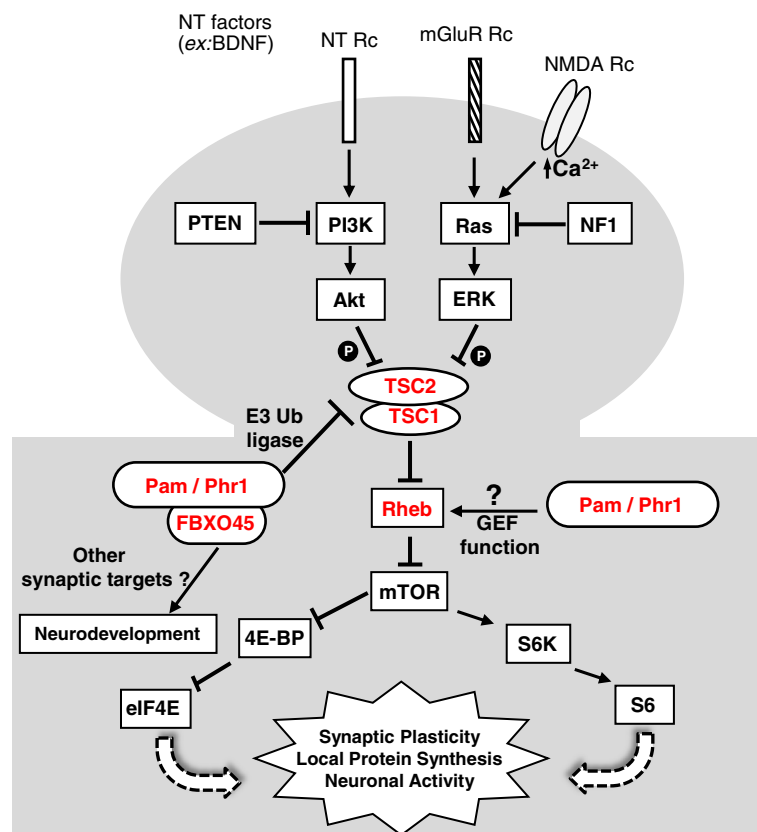 NT factors
(ex:BDNF)
NT Rc
mGluR Rc
NMDA Rc
Ca²⁺
PTEN
PI3K
Ras
NF1
Akt
ERK
P
P
TSC2
TSC1
E3 Ub
ligase
Pam / Phr1
FBXO45
Rheb
?
GEF
function
Pam / Phr1
Other
synaptic targets ?
mTOR
Neurodevelopment
4E-BP
S6K
eIF4E
S6
Synaptic Plasticity
Local Protein Synthesis
Neuronal Activity